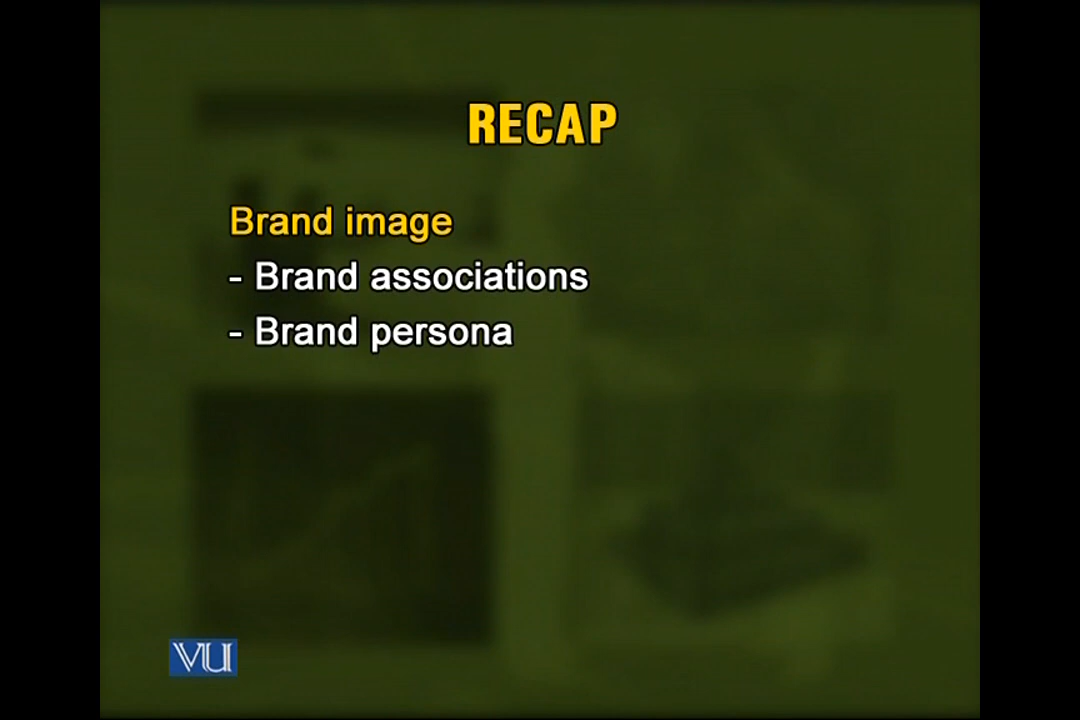 RECAP
Brand image
- Brand associations
- Brand persona
VU